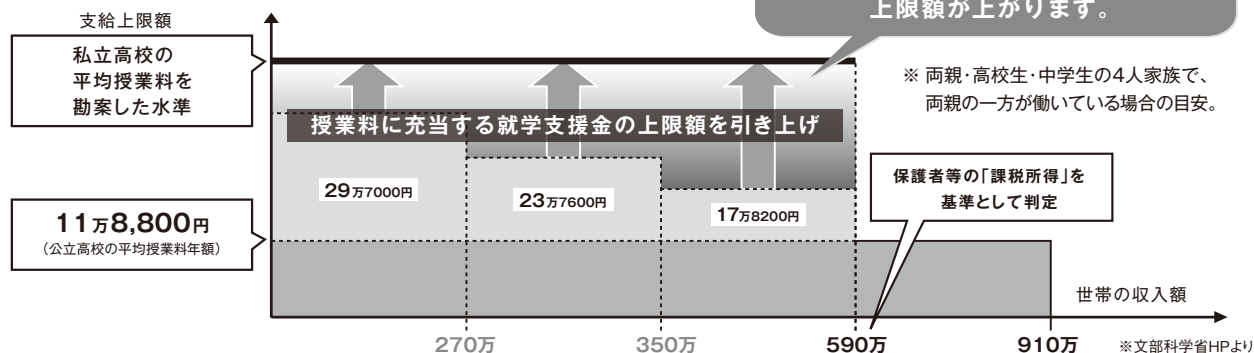 上限額が上がります。
支給上限額
私立高校の
平均授業料を
勘案した水準
※ 両親・高校生・中学生の4人家族で、
両親の一方が働いている場合の目安。
授業料に充当する就学支援金の上限額を引き上げ
29万7000円
23万7600円
17万8200円
保護者等の「課税所得」を
基準として判定
11万8,800円
（公立高校の平均授業料年額）
世帯の収入額
270万
350万
590万
910万
※文部科学省HPより